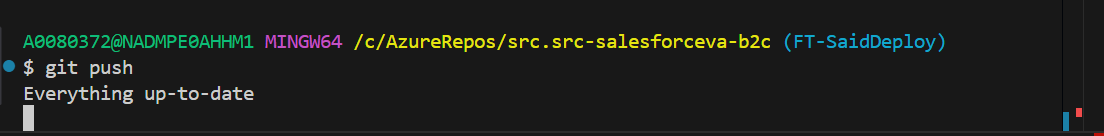 A0080372@NADMPE0AHHM1 MINGW64 /c/AzureRepos/src.src-salesforceva-b2c (FT-SaidDeploy)
$ git push
Everything up-to-date